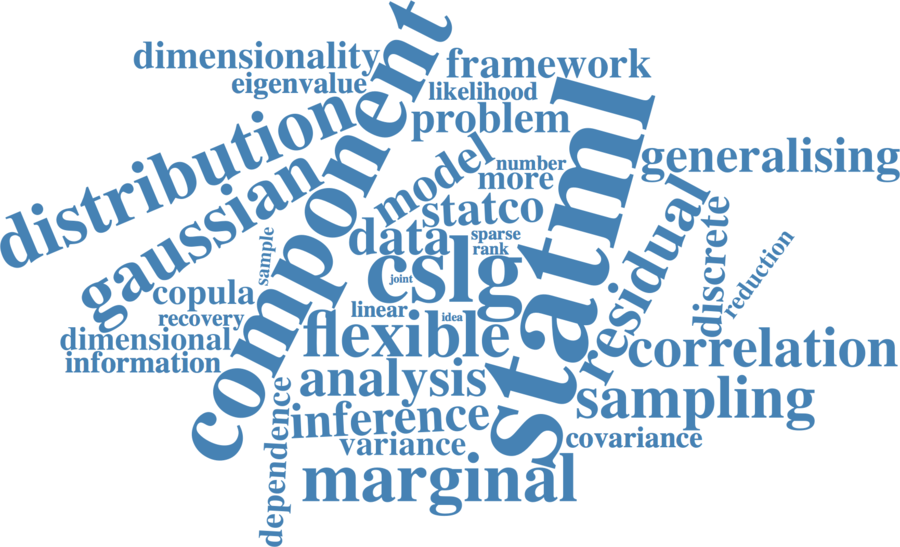 dimensionality
eigenvalue
component
framework
likelihood
problem
distribution
gaussian
model
number
more
statml
generalising
statco
data
sparse
rank
cslg
joint
residual
discrete
reduction
sample
copula
recovery
dimensional
information
linear
idea
flexible
correlation
analysis
sampling
inference
variance
covariance
dependence
marginal